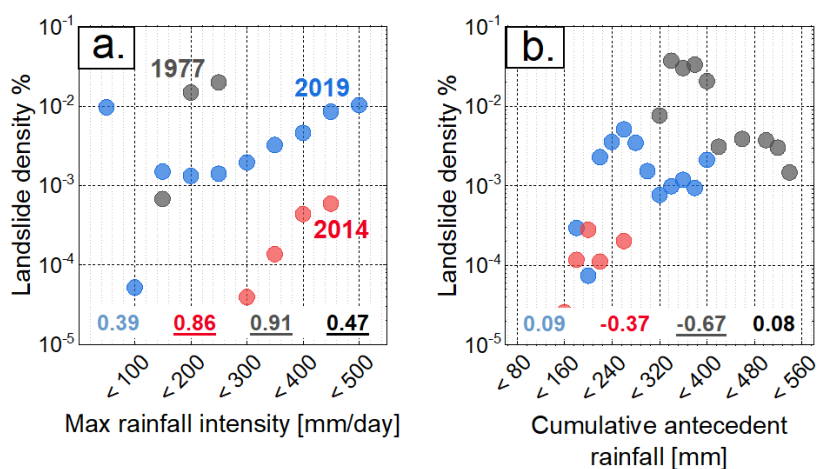 a.
1977
2019
2014
Landslide density %
10⁻¹
10⁻²
10⁻³
10⁻⁴
10⁻⁵
0.39 0.86 0.91 0.47
< 100 < 200 < 300 < 400 < 500
Max rainfall intensity [mm/day]
b.
Landslide density %
10⁻¹
10⁻²
10⁻³
10⁻⁴
10⁻⁵
0.09 -0.37 -0.67 0.08
< 80 < 160 < 240 < 320 < 400 < 480 < 560
Cumulative antecedent
rainfall [mm]